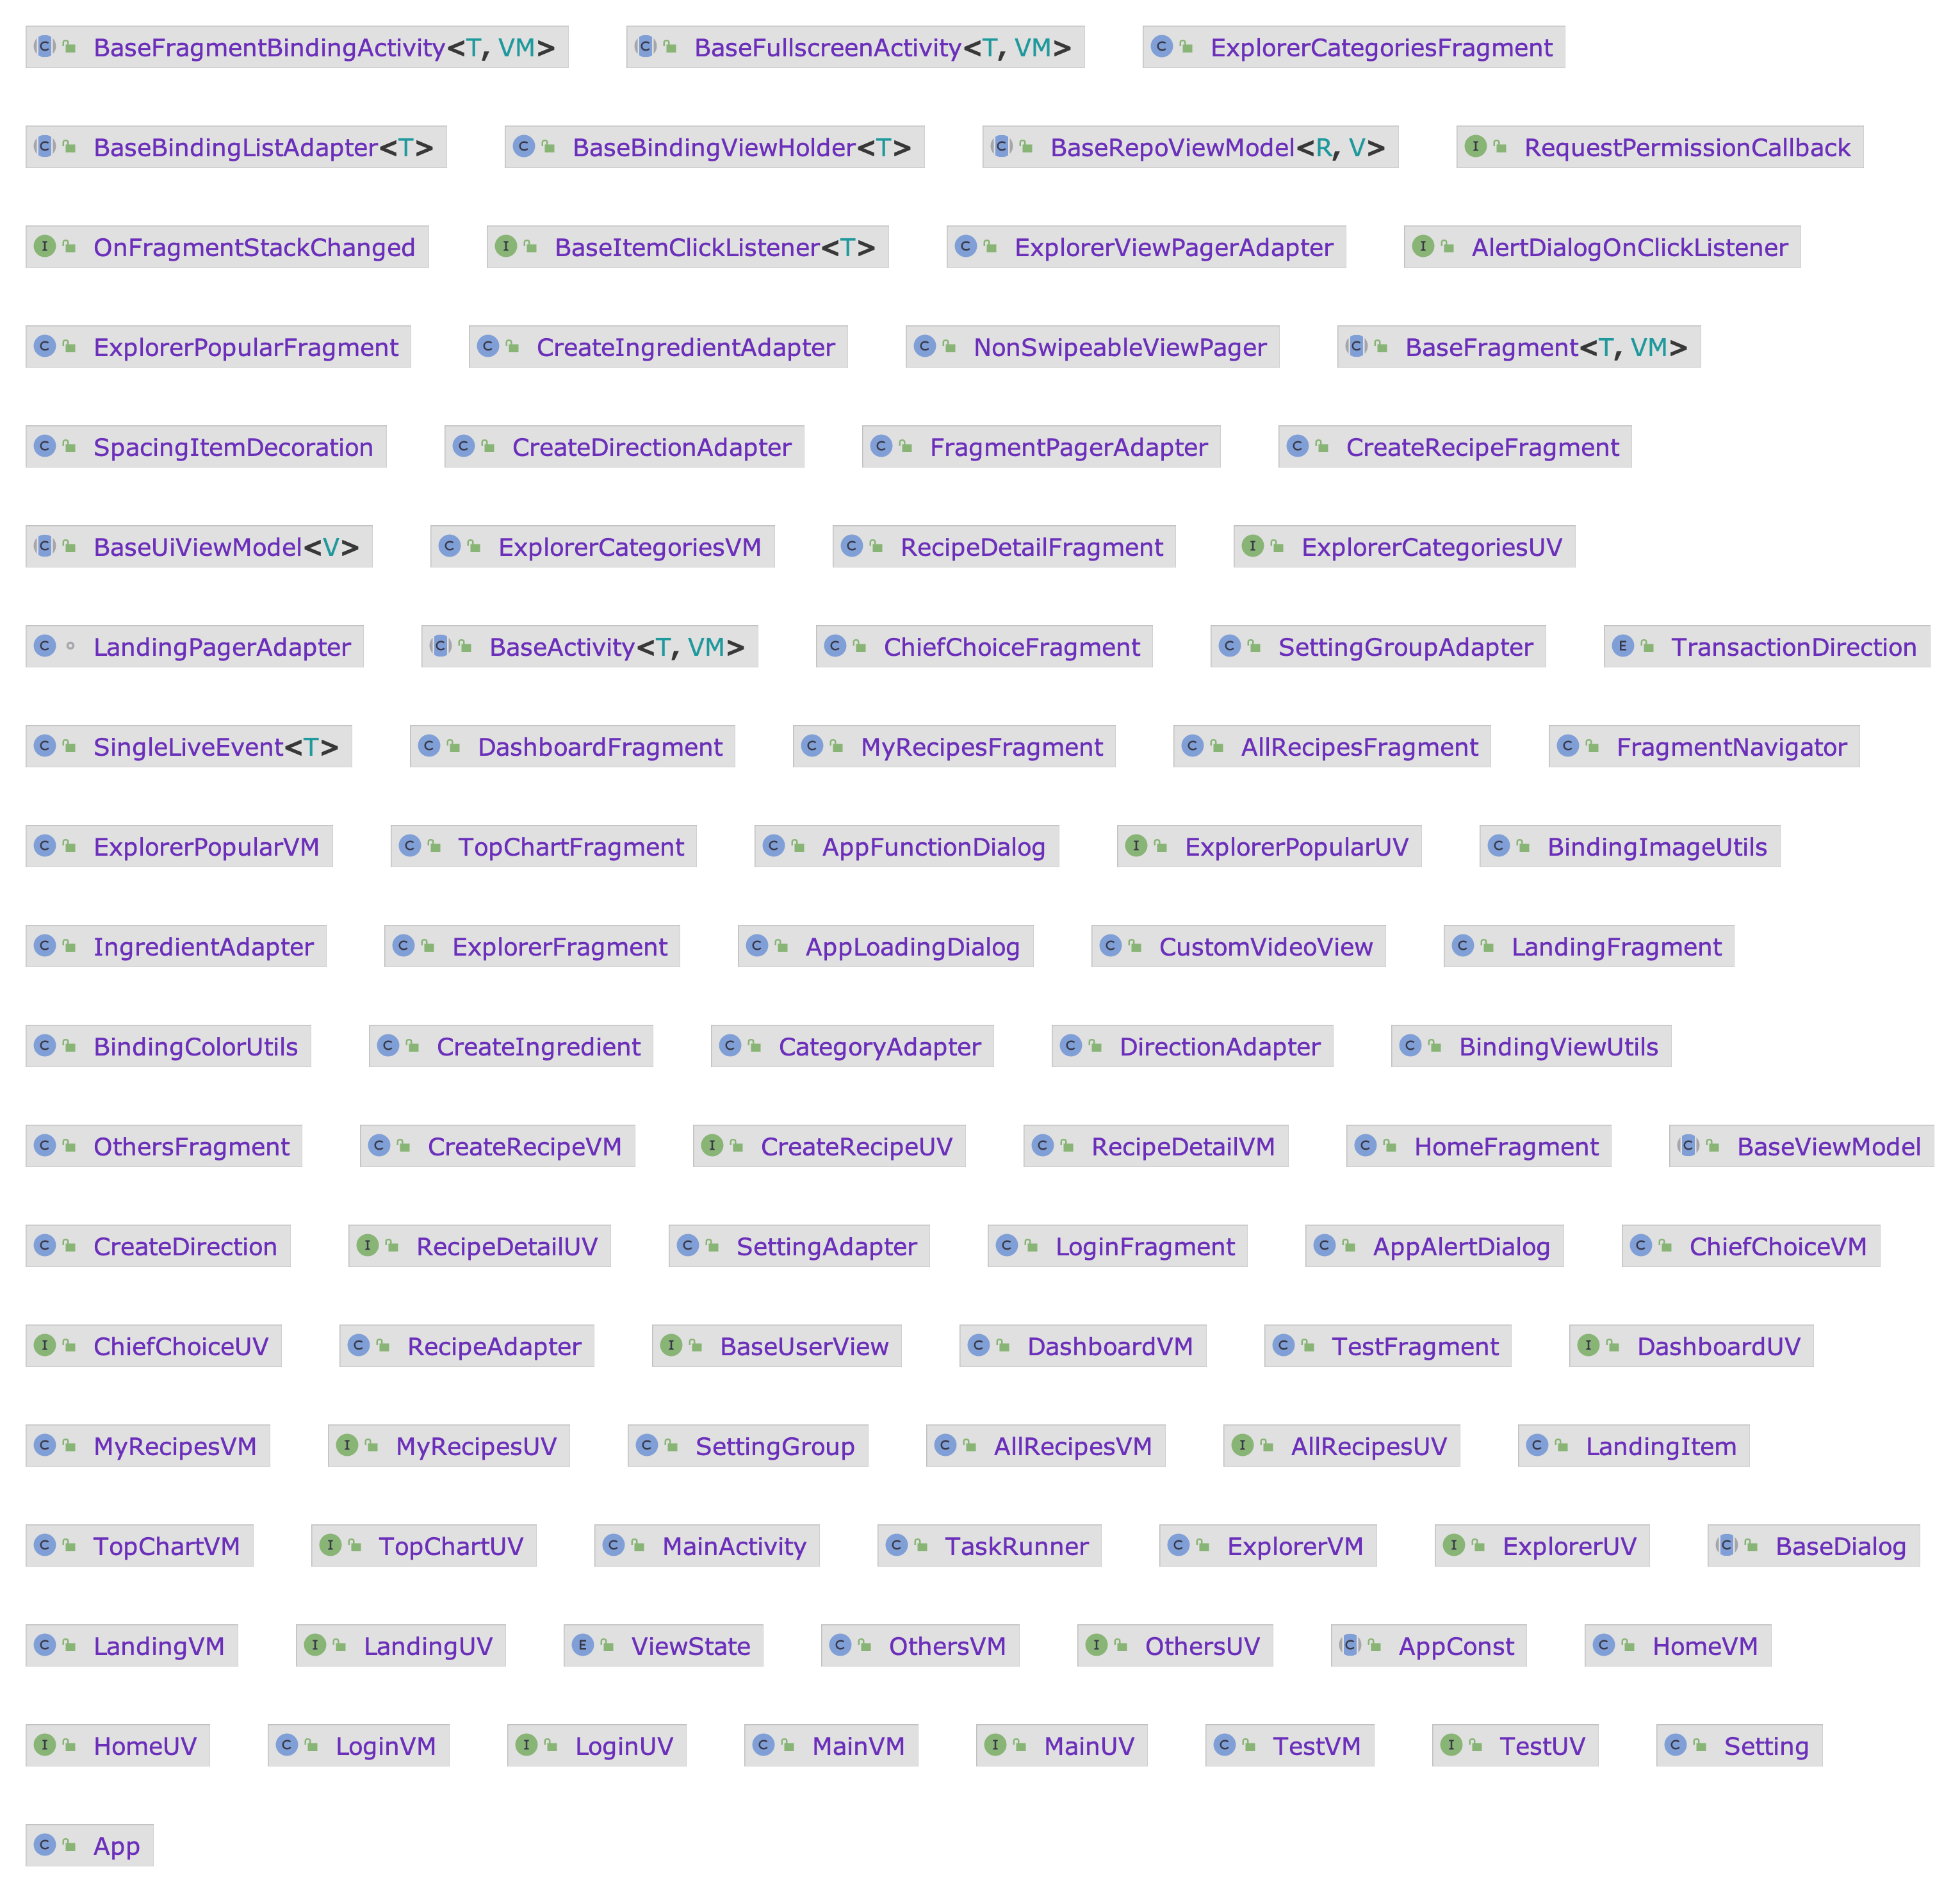 BaseFragmentBindingActivity<T, VM> BaseFullscreenActivity<T, VM> ExplorerCategoriesFragment
BaseBindingListAdapter<T> BaseBindingViewHolder<T> BaseRepoViewModel<R, V> RequestPermissionCallback
OnFragmentStackChanged BaseItemClickListener<T> ExplorerViewPagerAdapter AlertDialogOnClickListener
ExplorerPopularFragment CreateIngredientAdapter NonSwipeableViewPager BaseFragment<T, VM>
SpacingItemDecoration CreateDirectionAdapter FragmentPagerAdapter CreateRecipeFragment
BaseUiViewModel<V> ExplorerCategoriesVM RecipeDetailFragment ExplorerCategoriesUV
LandingPagerAdapter BaseActivity<T, VM> ChiefChoiceFragment SettingGroupAdapter TransactionDirection
SingleLiveEvent<T> DashboardFragment MyRecipesFragment AllRecipesFragment FragmentNavigator
ExplorerPopularVM TopChartFragment AppFunctionDialog ExplorerPopularUV BindingImageUtils
IngredientAdapter ExplorerFragment AppLoadingDialog CustomVideoView LandingFragment
BindingColorUtils CreateIngredient CategoryAdapter DirectionAdapter BindingViewUtils
OthersFragment CreateRecipeVM CreateRecipeUV RecipeDetailVM HomeFragment BaseViewModel
CreateDirection RecipeDetailUV SettingAdapter LoginFragment AppAlertDialog ChiefChoiceVM
ChiefChoiceUV RecipeAdapter BaseUserView DashboardVM TestFragment DashboardUV
MyRecipesVM MyRecipesUV SettingGroup AllRecipesVM AllRecipesUV LandingItem
TopChartVM TopChartUV MainActivity TaskRunner ExplorerVM ExplorerUV BaseDialog
LandingVM LandingUV ViewState OthersVM OthersUV AppConst HomeVM
HomeUV LoginVM LoginUV MainVM MainUV TestVM TestUV Setting
App